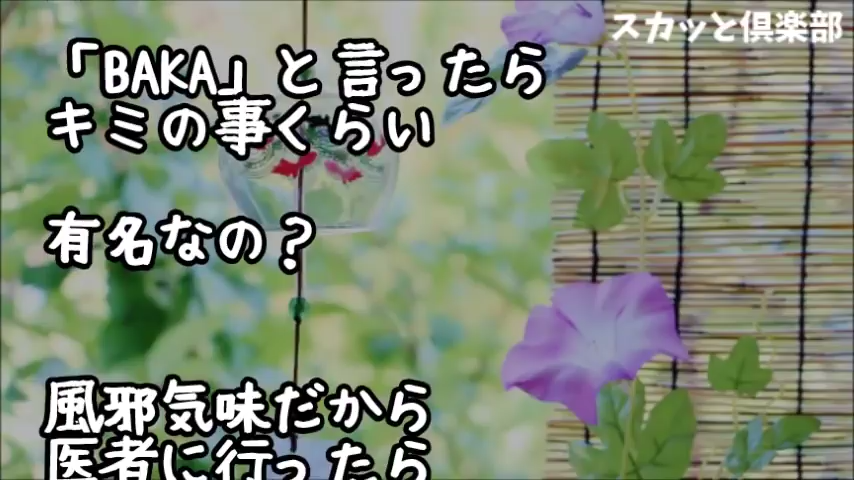 スカッと倶楽部
「BAKA」と言ったら
キミの事くらい
有名なの?
風邪気味だから
医者に行ったら